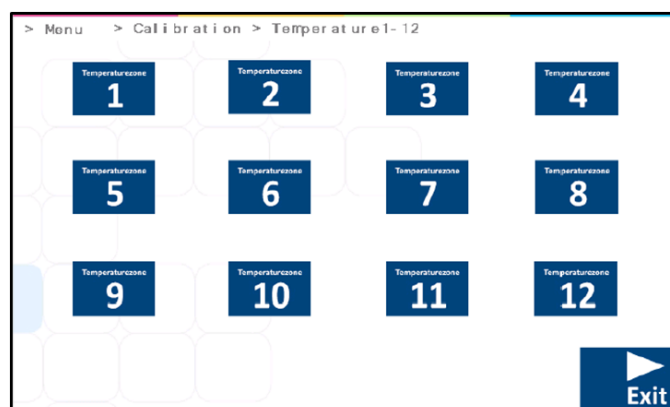 > Menu > Calibration > Temperature1-12
Temperaturezone Temperaturezone Temperaturezone Temperaturezone
1 2 3 4
Temperaturezone Temperaturezone Temperaturezone Temperaturezone
5 6 7 8
Temperaturezone Temperaturezone Temperaturezone Temperaturezone
9 10 11 12
Exit